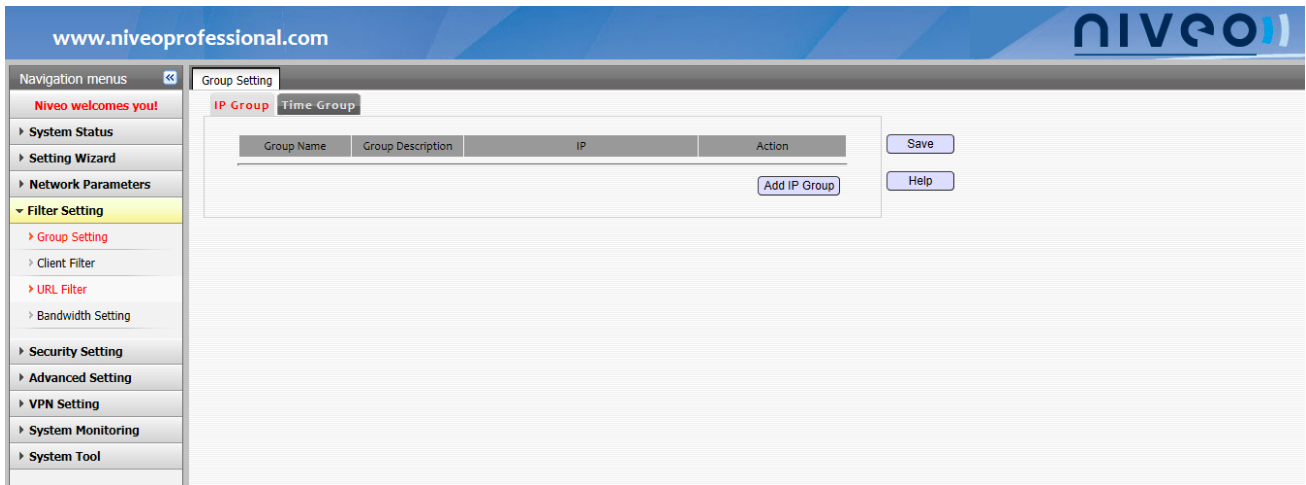 www.niveoprofessional.com
niveo
Navigation menus
Niveo welcomes you!
System Status
Setting Wizard
Network Parameters
Filter Setting
Group Setting
Client Filter
URL Filter
Bandwidth Setting
Security Setting
Advanced Setting
VPN Setting
System Monitoring
System Tool
Group Setting
IP Group Time Group
Group Name Group Description IP Action
Add IP Group
Save
Help